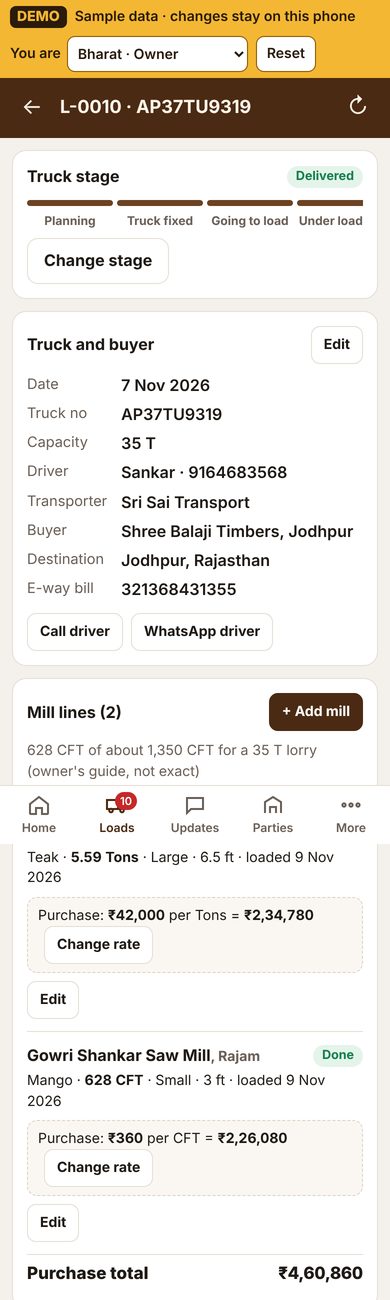 DEMO Sample data · changes stay on this phone
You are Bharat · Owner Reset
L-0010 · AP37TU9319
Truck stage Delivered
Planning Truck fixed Going to load Under load
Change stage
Truck and buyer Edit
Date 7 Nov 2026
Truck no AP37TU9319
Capacity 35 T
Driver Sankar · 9164683568
Transporter Sri Sai Transport
Buyer Shree Balaji Timbers, Jodhpur
Destination Jodhpur, Rajasthan
E-way bill 321368431355
Call driver WhatsApp driver
Mill lines (2) + Add mill
628 CFT of about 1,350 CFT for a 35 T lorry
(owner's guide, not exact)
10
Home Loads Updates Parties More
Teak · 5.59 Tons · Large · 6.5 ft · loaded 9 Nov
2026
Purchase: ₹42,000 per Tons = ₹2,34,780
Change rate
Edit
Gowri Shankar Saw Mill, Rajam Done
Mango · 628 CFT · Small · 3 ft · loaded 9 Nov
2026
Purchase: ₹360 per CFT = ₹2,26,080
Change rate
Edit
Purchase total ₹4,60,860